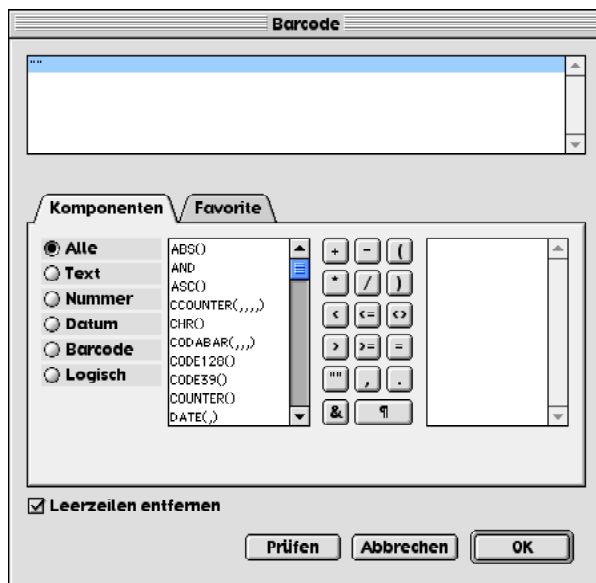 Barcode
""
Komponenten Favorite
Alle
Text
Nummer
Datum
Barcode
Logisch
ABS()
AND
ASC()
CCOUNTER(,,,,)
CHR()
CODABAR(,,,)
CODE128()
CODE39()
COUNTER()
DATE(,)
+ - (
* / )
< <= <>
> >= =
"" , .
& ¶
Leerzeilen entfernen
Prüfen Abbrechen OK